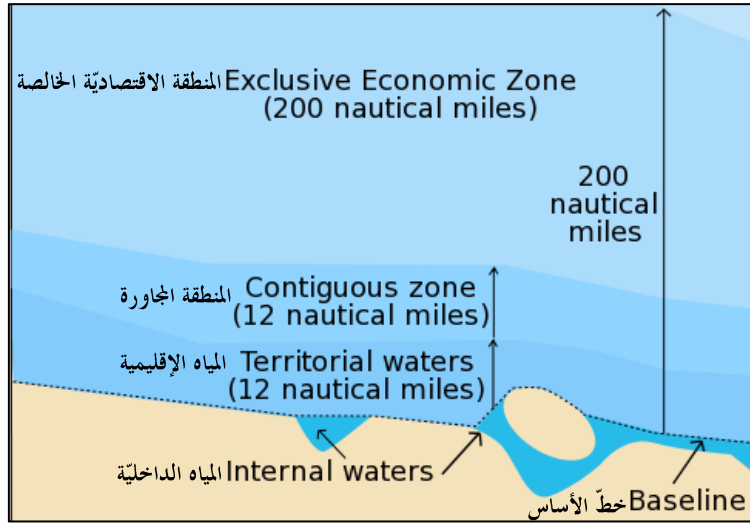 المنطقة الاقتصاديّة الخالصة Exclusive Economic Zone
(200 nautical miles)
200
nautical
miles
المنطقة المجاورة Contiguous zone
(12 nautical miles)
المياه الإقليمية Territorial waters
(12 nautical miles)
المياه الداخليّة Internal waters
خطّ الأساس Baseline